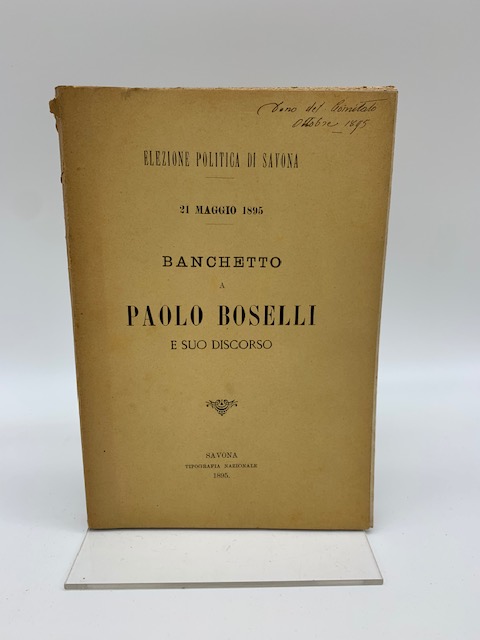 Dono del Comitato
Ottobre 1895
ELEZIONE POLITICA DI SAVONA
21 MAGGIO 1895
BANCHETTO
A
PAOLO BOSELLI
E SUO DISCORSO
SAVONA
TIPOGRAFIA NAZIONALE
1895.